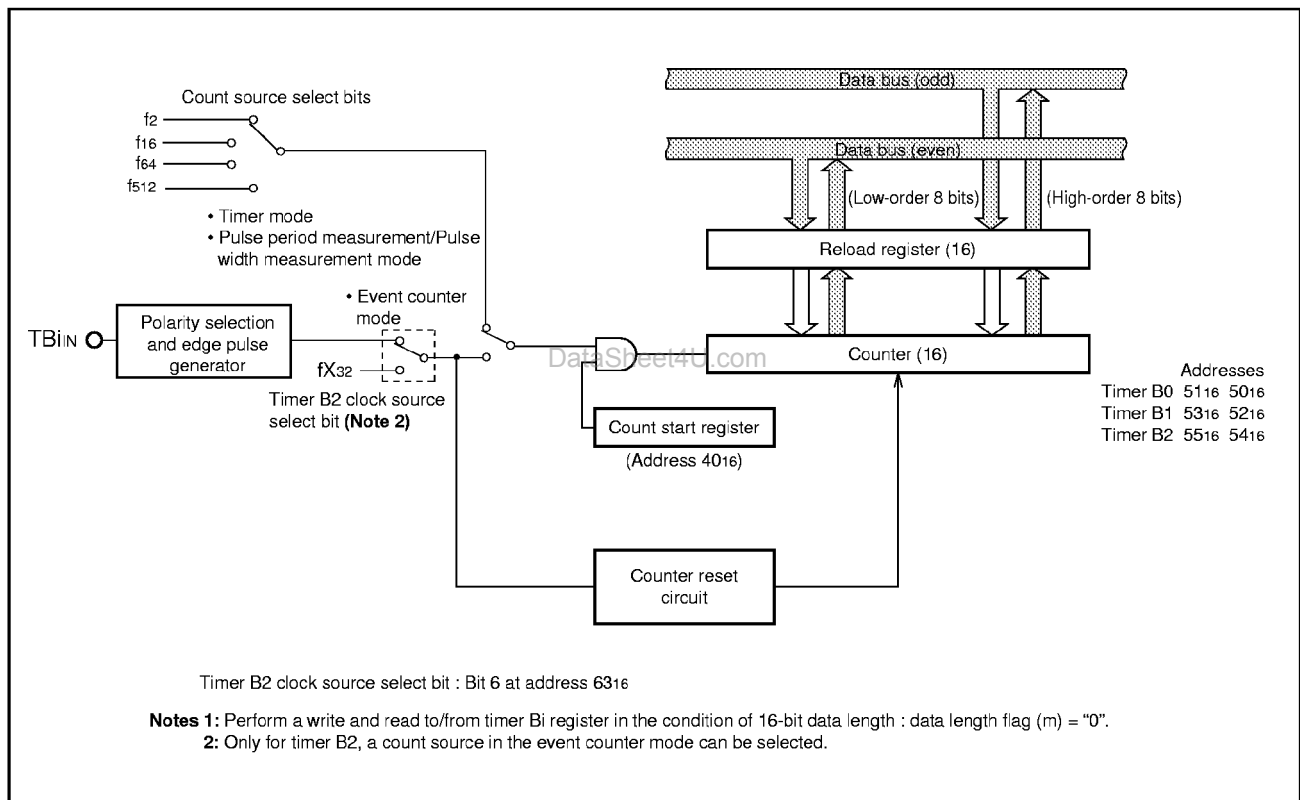 Data bus (odd)
Count source select bits
f2
f16
f64
f512
Data bus (even)
(Low-order 8 bits)
(High-order 8 bits)
• Timer mode
• Pulse period measurement/Pulse
width measurement mode
Reload register (16)
• Event counter
mode
TBiIN
Polarity selection
and edge pulse
generator
fX32
Timer B2 clock source
select bit (Note 2)
DataSheet4U.com
Counter (16)
Count start register
(Address 4016)
Addresses
Timer B0 5116 5016
Timer B1 5316 5216
Timer B2 5516 5416
Counter reset
circuit
Timer B2 clock source select bit : Bit 6 at address 6316
Notes 1: Perform a write and read to/from timer Bi register in the condition of 16-bit data length : data length flag (m) = “0”.
2: Only for timer B2, a count source in the event counter mode can be selected.